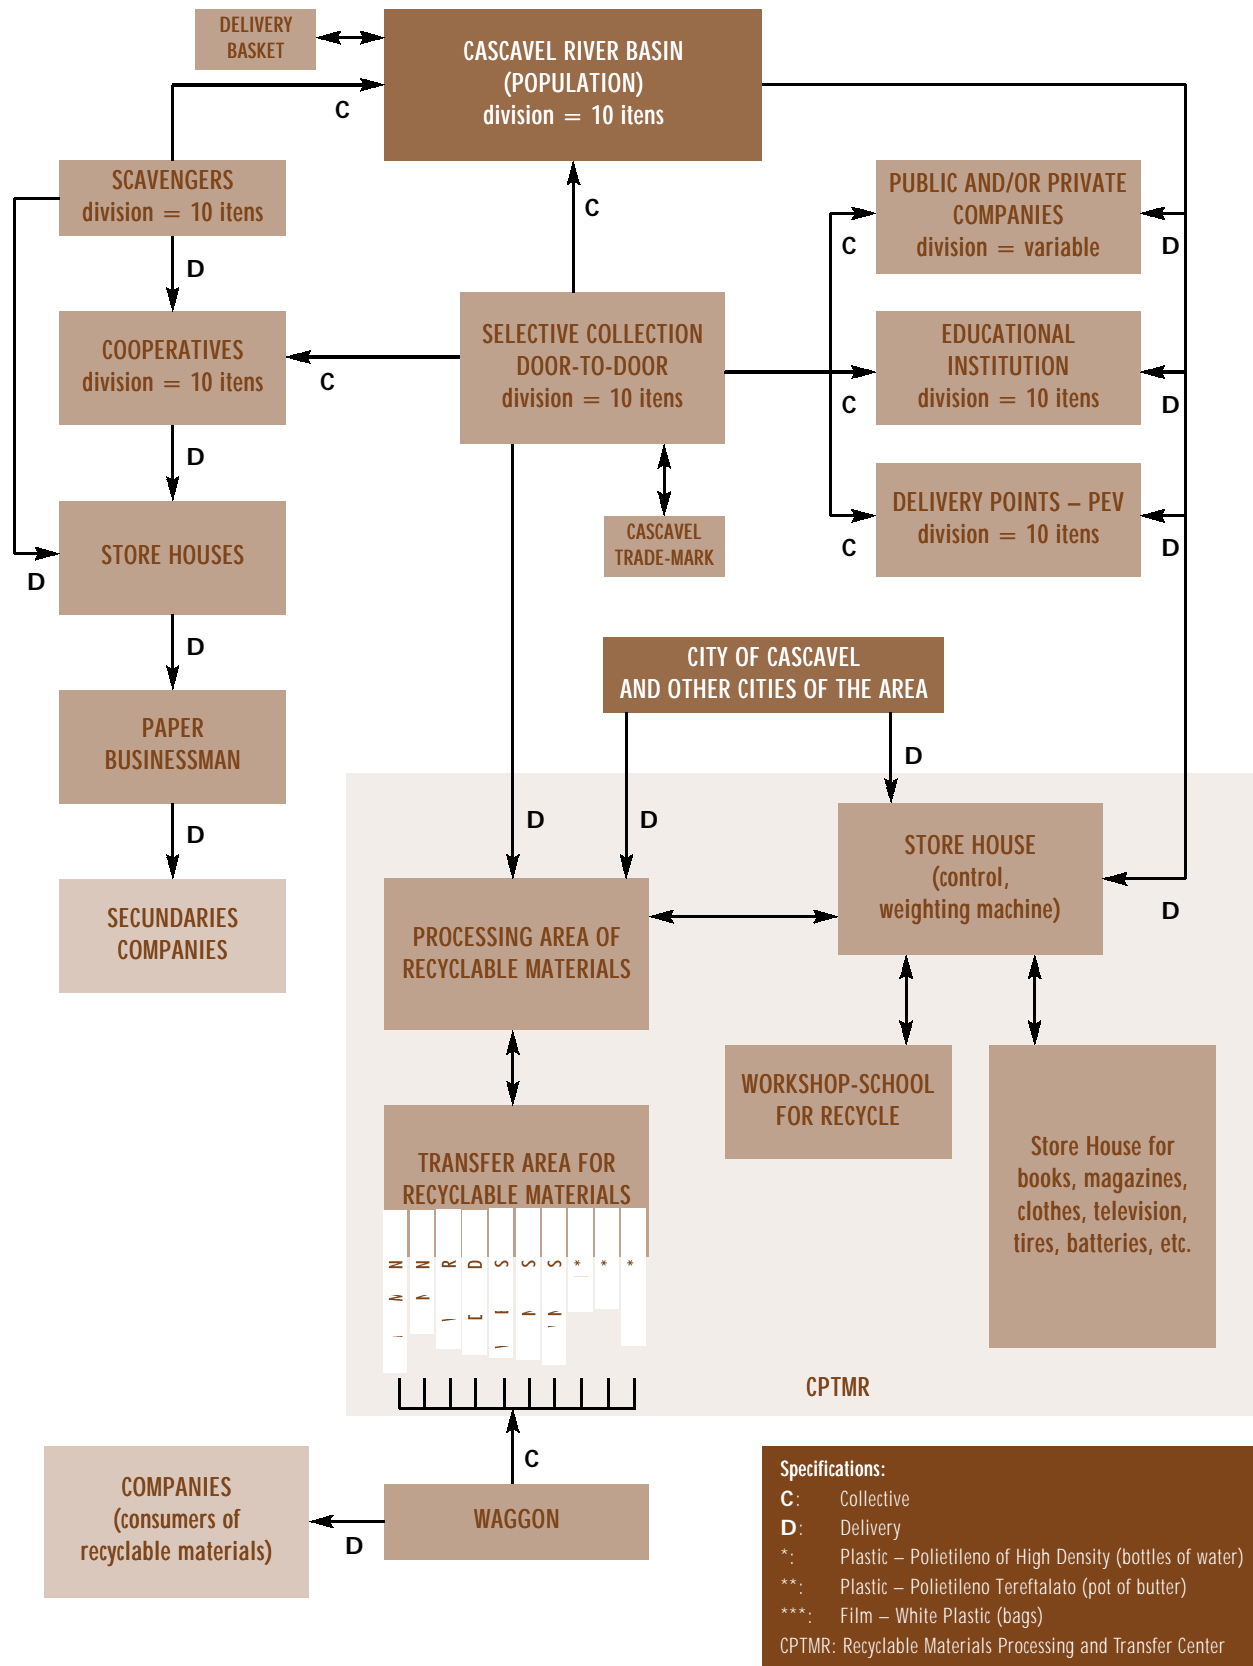 DELIVERY
BASKET
CASCAVEL RIVER BASIN
(POPULATION)
division = 10 itens
C
SCAVENGERS
division = 10 itens
C
PUBLIC AND/OR PRIVATE
COMPANIES
division = variable
C
D
D
COOPERATIVES
division = 10 itens
C
SELECTIVE COLLECTION
DOOR-TO-DOOR
division = 10 itens
EDUCATIONAL
INSTITUTION
division = 10 itens
C
D
D
STORE HOUSES
D
CASCAVEL
TRADE-MARK
DELIVERY POINTS – PEV
division = 10 itens
C
D
D
CITY OF CASCAVEL
AND OTHER CITIES OF THE AREA
PAPER
BUSINESSMAN
D
D
D
D
STORE HOUSE
(control,
weighting machine)
D
SECUNDARIES
COMPANIES
PROCESSING AREA OF
RECYCLABLE MATERIALS
WORKSHOP-SCHOOL
FOR RECYCLE
Store House for
books, magazines,
clothes, television,
tires, batteries, etc.
TRANSFER AREA FOR
RECYCLABLE MATERIALS
CPTMR
C
COMPANIES
(consumers of
recyclable materials)
D
WAGGON
Specifications:
C: Collective
D: Delivery
*: Plastic – Polietileno of High Density (bottles of water)
**: Plastic – Polietileno Tereftalato (pot of butter)
***: Film – White Plastic (bags)
CPTMR: Recyclable Materials Processing and Transfer Center